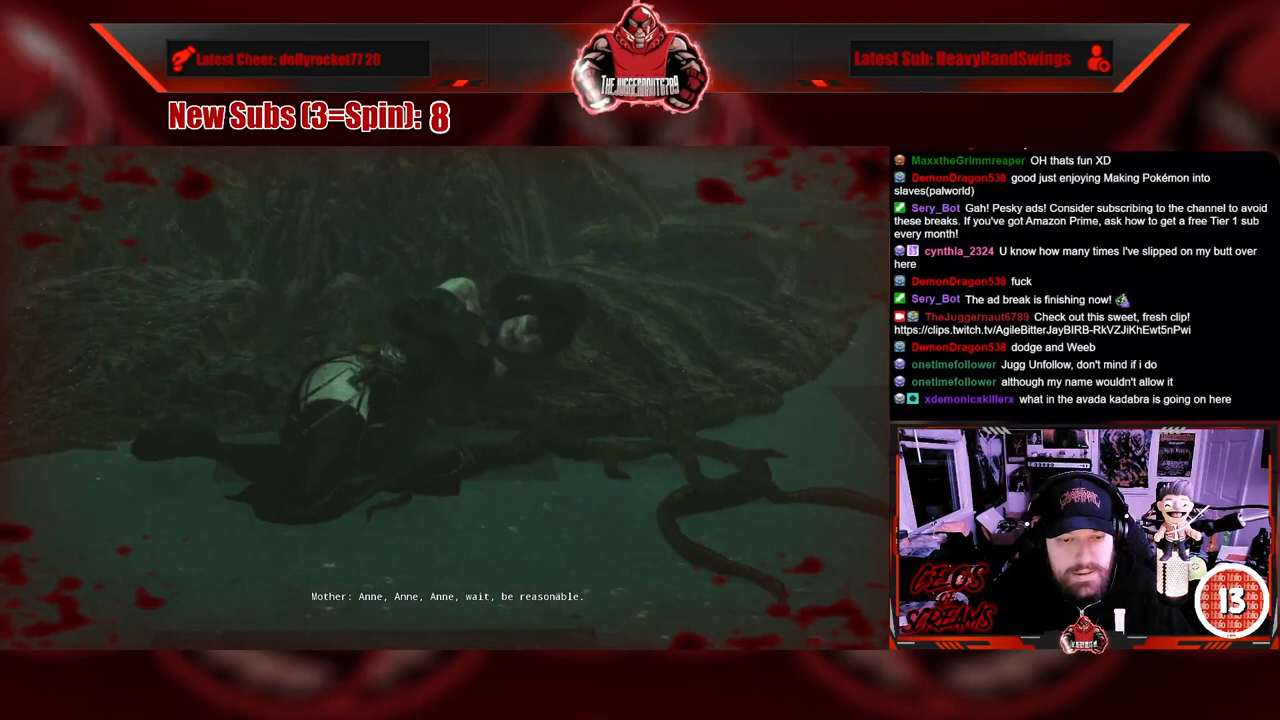 Latest Cheer: dollyrocket77 20
THEJUGGERNAUT6789
Latest Sub: HeavyHandSwings
New Subs (3=Spin): 8
MaxxtheGrimmreaper OH thats fun XD
DemonDragon538 good just enjoying Making Pokémon into
slaves(palworld)
Sery_Bot Gah! Pesky ads! Consider subscribing to the channel to avoid
these breaks. If you've got Amazon Prime, ask how to get a free Tier 1 sub
every month!
cynthia_2324 U know how many times I've slipped on my butt over
here
DemonDragon538 fuck
Sery_Bot The ad break is finishing now!
TheJuggernaut6789 Check out this sweet, fresh clip!
https://clips.twitch.tv/AgileBitterJayBIRB-RkVZJiKhEwt5nPwi
DemonDragon538 dodge and Weeb
onetimefollower Jugg Unfollow, don't mind if i do
onetimefollower although my name wouldn't allow it
xdemonicxkillerx what in the avada kadabra is going on here
Mother: Anne, Anne, Anne, wait, be reasonable.
SCREAMS
13